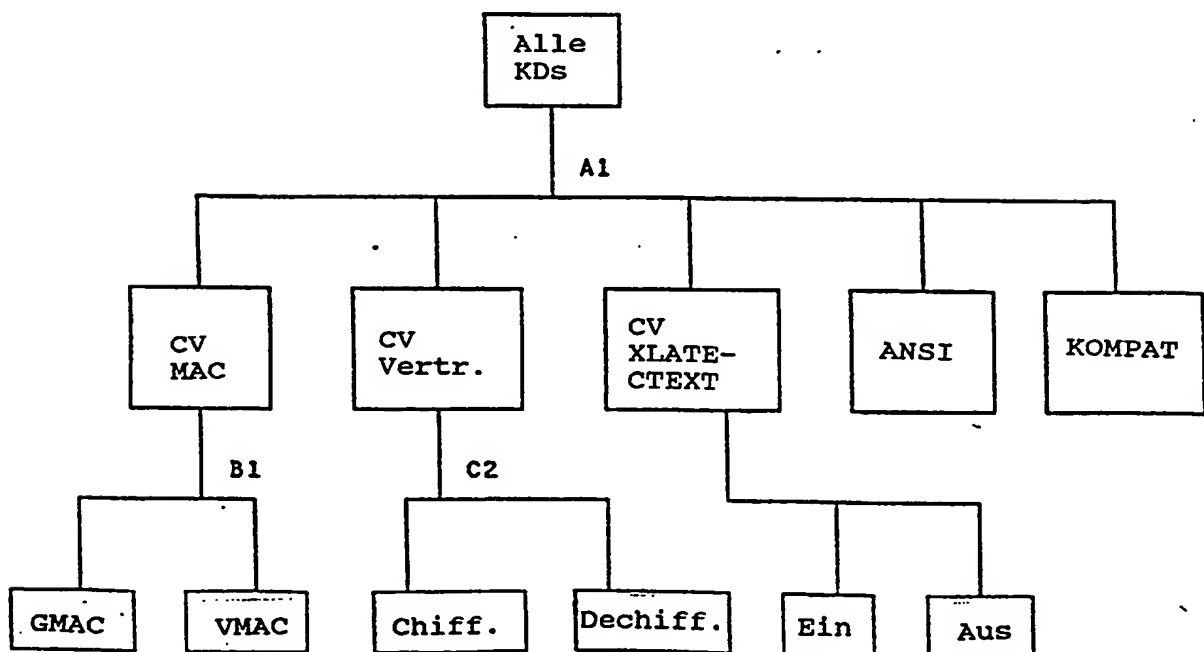 Alle
KDs
A1
CV
MAC
CV
Vertr.
CV
XLATE-
CTEXT
ANSI
KOMPAT
B1
C2
GMAC
VMAC
Chiff.
Dechiff.
Ein
Aus